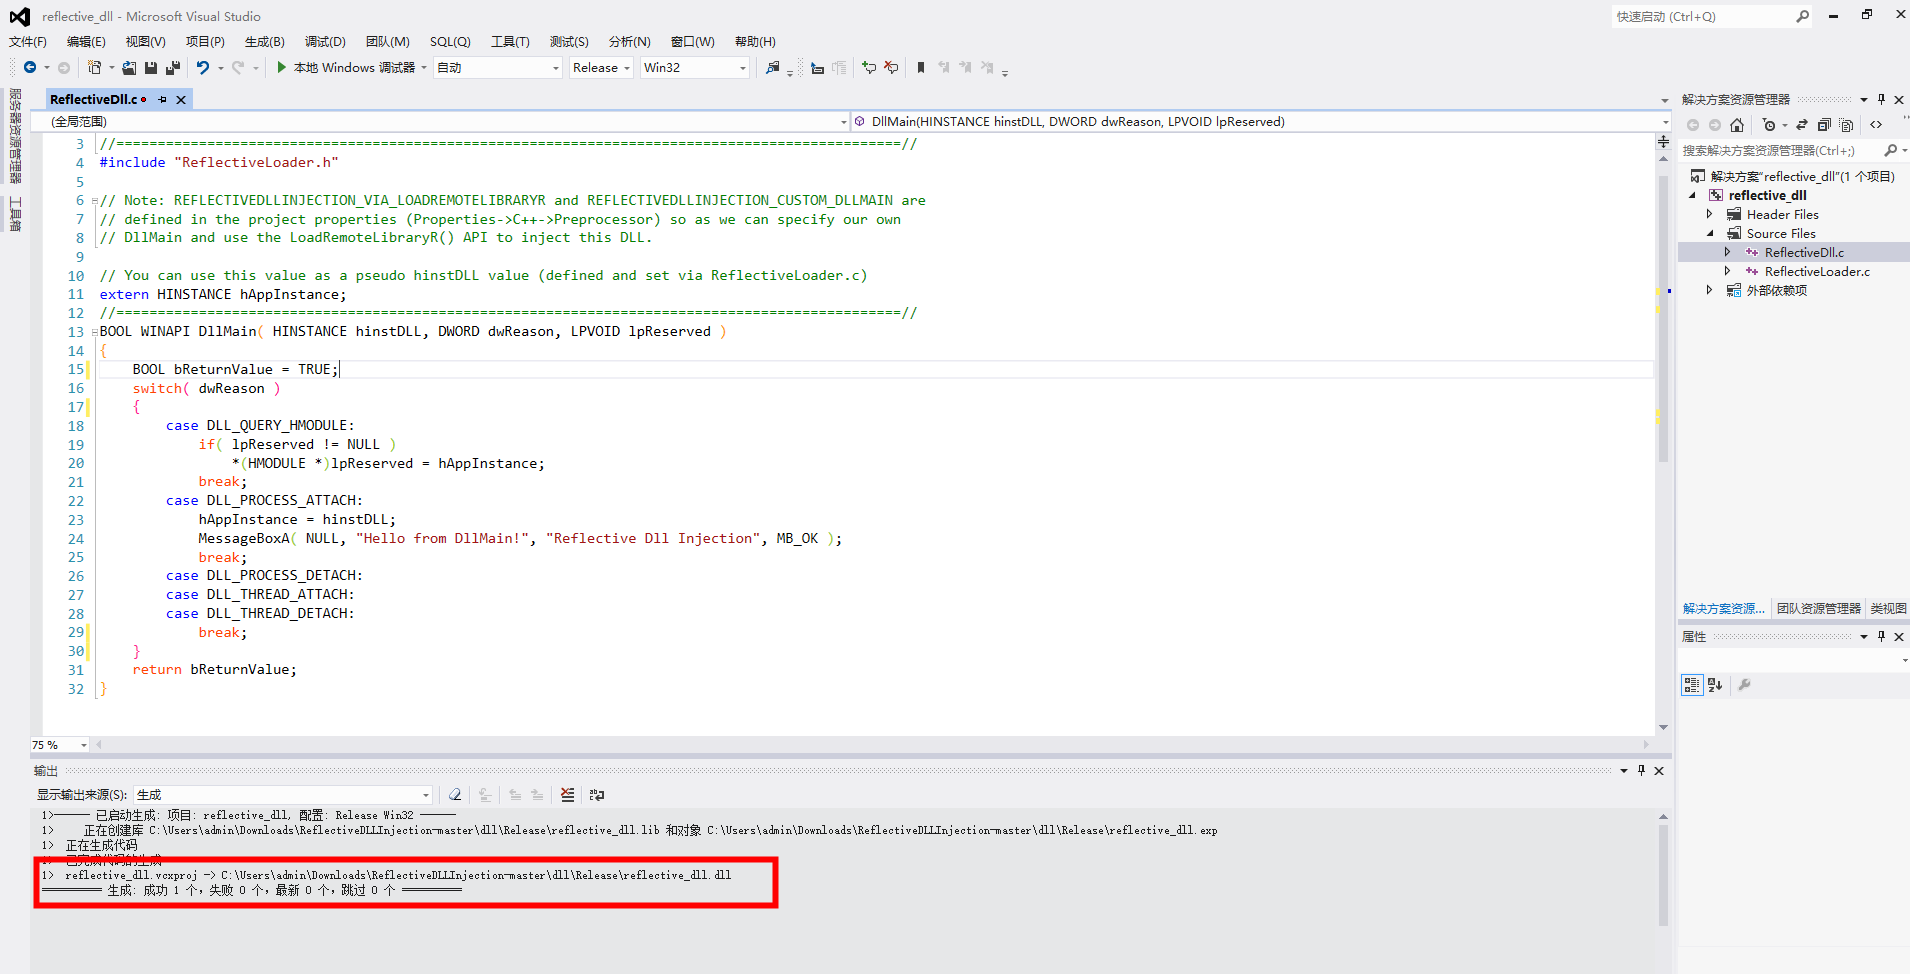 reflective_dll - Microsoft Visual Studio
快速启动 (Ctrl+Q)
文件(F) 编辑(E) 视图(V) 项目(P) 生成(B) 调试(D) 团队(M) SQL(Q) 工具(T) 测试(S) 分析(N) 窗口(W) 帮助(H)
本地 Windows 调试器 自动 Release Win32
服务器资源管理器
工具箱
ReflectiveDll.c
(全局范围)
DllMain(HINSTANCE hinstDLL, DWORD dwReason, LPVOID lpReserved)
3 //===============================================================================================//
4 #include "ReflectiveLoader.h"
5
6 // Note: REFLECTIVEDLLINJECTION_VIA_LOADREMOTELIBRARYR and REFLECTIVEDLLINJECTION_CUSTOM_DLLMAIN are
7 // defined in the project properties (Properties->C++->Preprocessor) so as we can specify our own
8 // DllMain and use the LoadRemoteLibraryR() API to inject this DLL.
9
10 // You can use this value as a pseudo hinstDLL value (defined and set via ReflectiveLoader.c)
11 extern HINSTANCE hAppInstance;
12 //===============================================================================================//
13 BOOL WINAPI DllMain( HINSTANCE hinstDLL, DWORD dwReason, LPVOID lpReserved )
14 {
15 BOOL bReturnValue = TRUE;
16 switch( dwReason )
17 {
18 case DLL_QUERY_HMODULE:
19 if( lpReserved != NULL )
20 *(HMODULE *)lpReserved = hAppInstance;
21 break;
22 case DLL_PROCESS_ATTACH:
23 hAppInstance = hinstDLL;
24 MessageBoxA( NULL, "Hello from DllMain!", "Reflective Dll Injection", MB_OK );
25 break;
26 case DLL_PROCESS_DETACH:
27 case DLL_THREAD_ATTACH:
28 case DLL_THREAD_DETACH:
29 break;
30 }
31 return bReturnValue;
32 }
75 %
输出
显示输出来源(S): 生成
1>------ 已启动生成: 项目: reflective_dll, 配置: Release Win32 ------
1> 正在创建库 C:\Users\admin\Downloads\ReflectiveDLLInjection-master\dll\Release\reflective_dll.lib 和对象 C:\Users\admin\Downloads\ReflectiveDLLInjection-master\dll\Release\reflective_dll.exp
1> 正在生成代码
1> 已完成代码的生成
1> reflective_dll.vcxproj -> C:\Users\admin\Downloads\ReflectiveDLLInjection-master\dll\Release\reflective_dll.dll
========== 生成: 成功 1 个，失败 0 个，最新 0 个，跳过 0 个 ==========
解决方案资源管理器
搜索解决方案资源管理器(Ctrl+;)
解决方案"reflective_dll"(1 个项目)
reflective_dll
Header Files
Source Files
ReflectiveDll.c
ReflectiveLoader.c
外部依赖项
解决方案资源... 团队资源管理器 类视图
属性